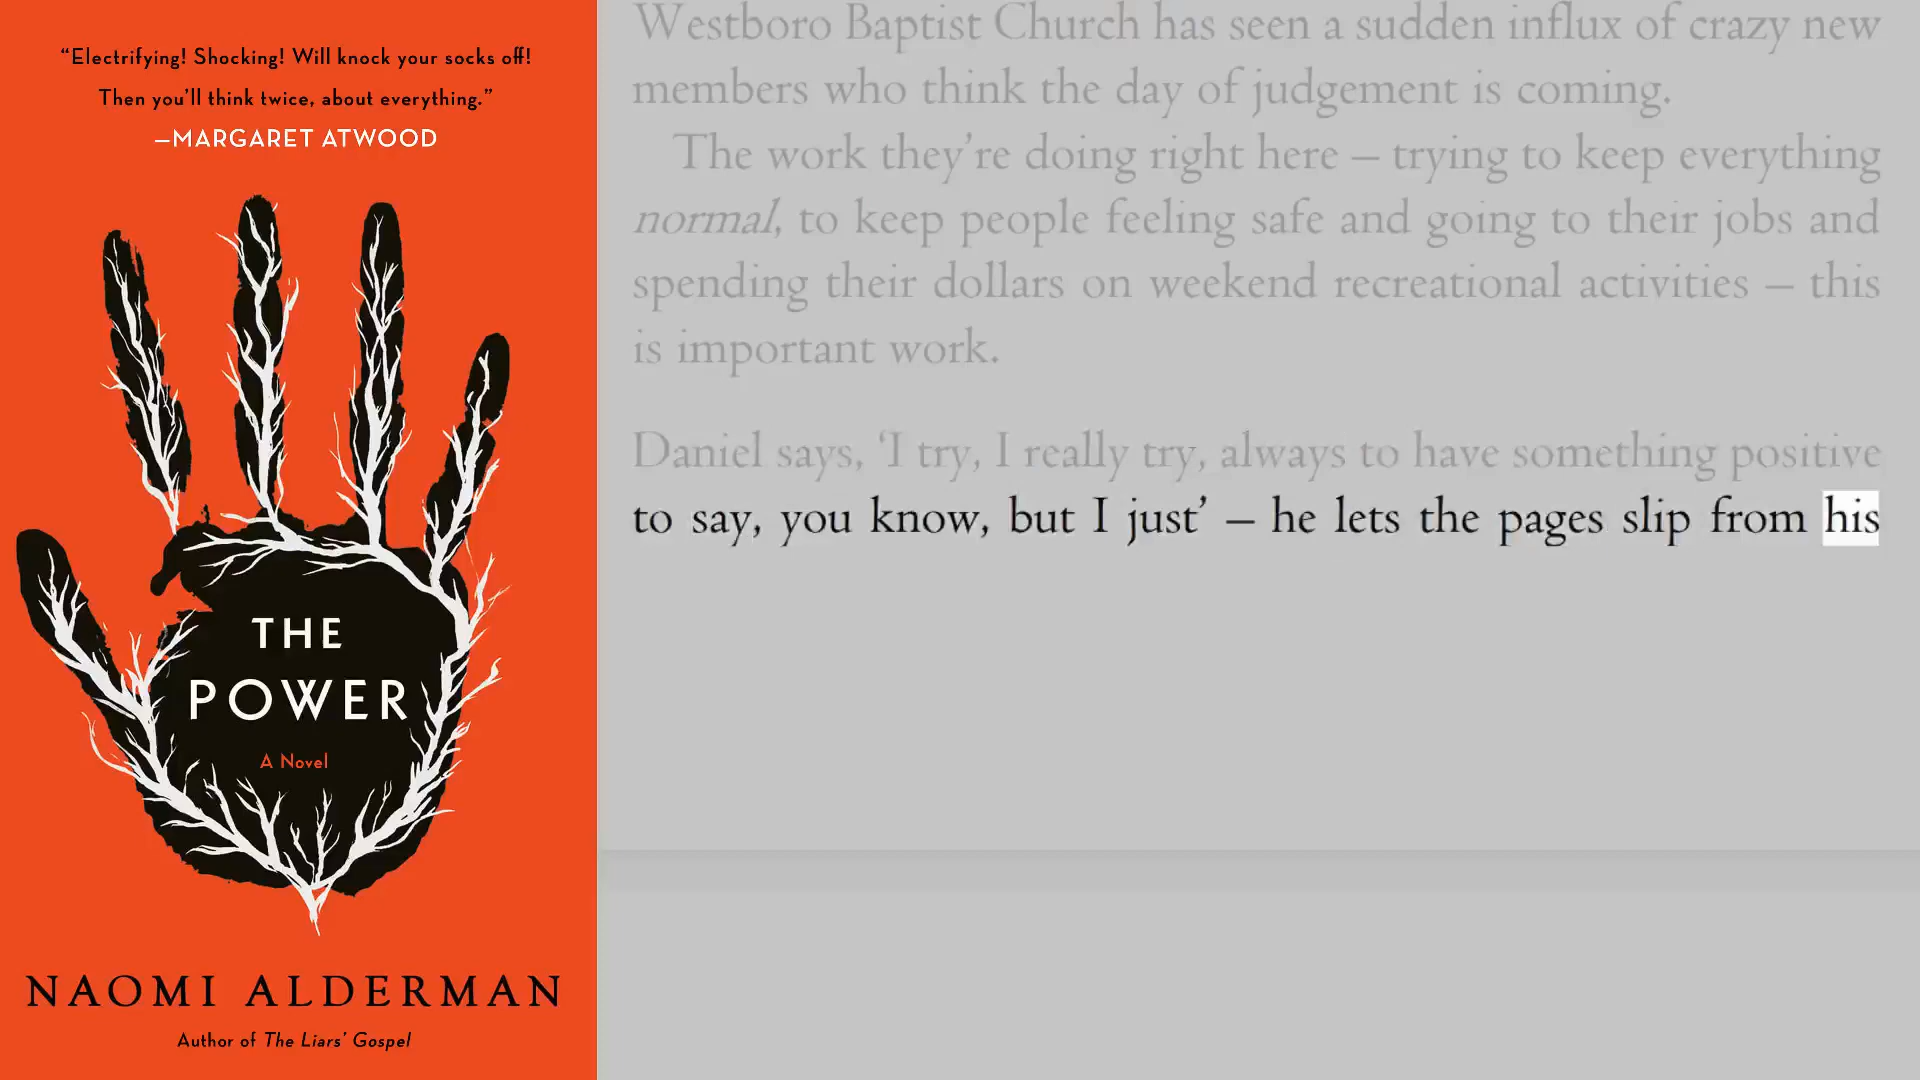 “Electrifying! Shocking! Will knock your socks off!
Then you’ll think twice, about everything.”
—MARGARET ATWOOD
THE
POWER
A Novel
NAOMI ALDERMAN
Author of The Liars’ Gospel
Westboro Baptist Church has seen a sudden influx of crazy new
members who think the day of judgement is coming.
The work they’re doing right here – trying to keep everything
normal, to keep people feeling safe and going to their jobs and
spending their dollars on weekend recreational activities – this
is important work.
Daniel says, ‘I try, I really try, always to have something positive
to say, you know, but I just’ – he lets the pages slip from his